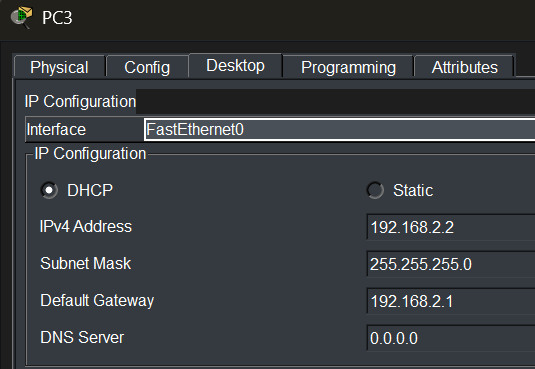 PC3
Physical Config Desktop Programming Attributes
IP Configuration
Interface FastEthernet0
IP Configuration
DHCP Static
IPv4 Address 192.168.2.2
Subnet Mask 255.255.255.0
Default Gateway 192.168.2.1
DNS Server 0.0.0.0